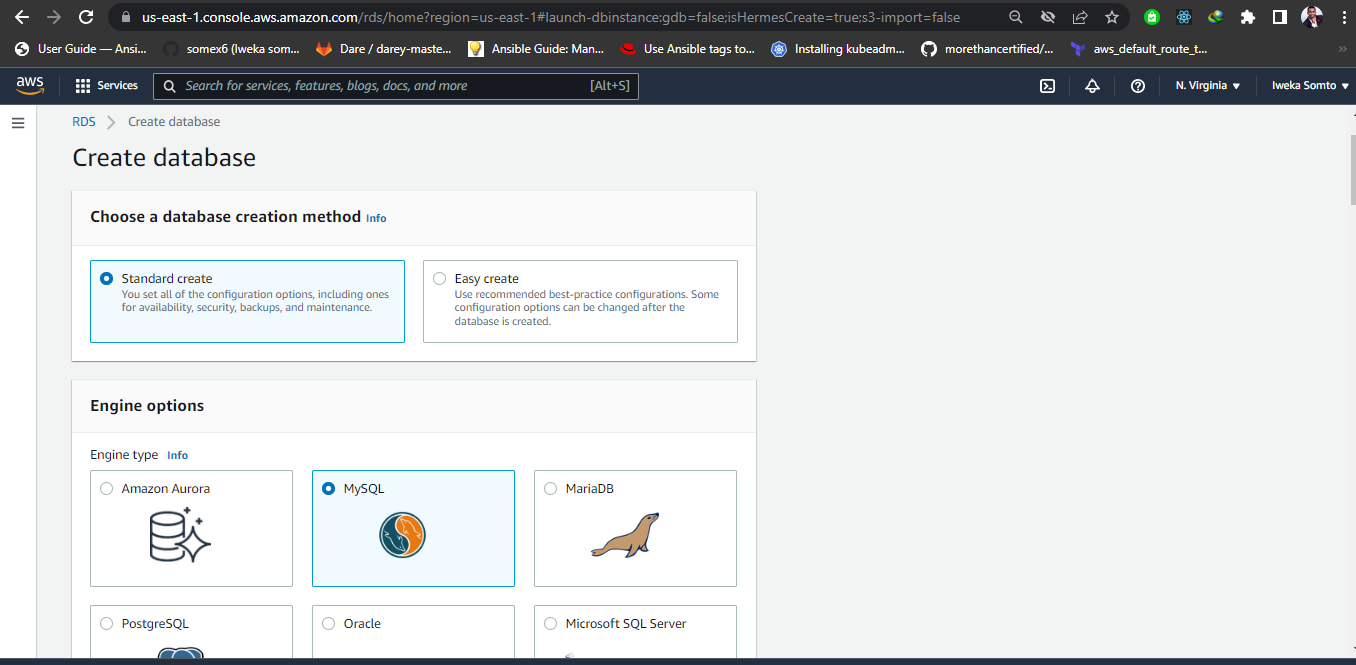 us-east-1.console.aws.amazon.com/rds/home?region=us-east-1#launch-dbinstance:gdb=false;isHermesCreate=true;s3-import=false
User Guide — Ansi... somex6 (Iweka som... Dare / darey-maste... Ansible Guide: Man... Use Ansible tags to... Installing kubeadm... morethancertified/... aws_default_route_t... »
aws Services Search for services, features, blogs, docs, and more [Alt+S] N. Virginia Iweka Somto
RDS Create database
Create database
Choose a database creation method Info
Standard create
You set all of the configuration options, including ones
for availability, security, backups, and maintenance.
Easy create
Use recommended best-practice configurations. Some
configuration options can be changed after the
database is created.
Engine options
Engine type Info
Amazon Aurora
MySQL
MariaDB
PostgreSQL
Oracle
Microsoft SQL Server